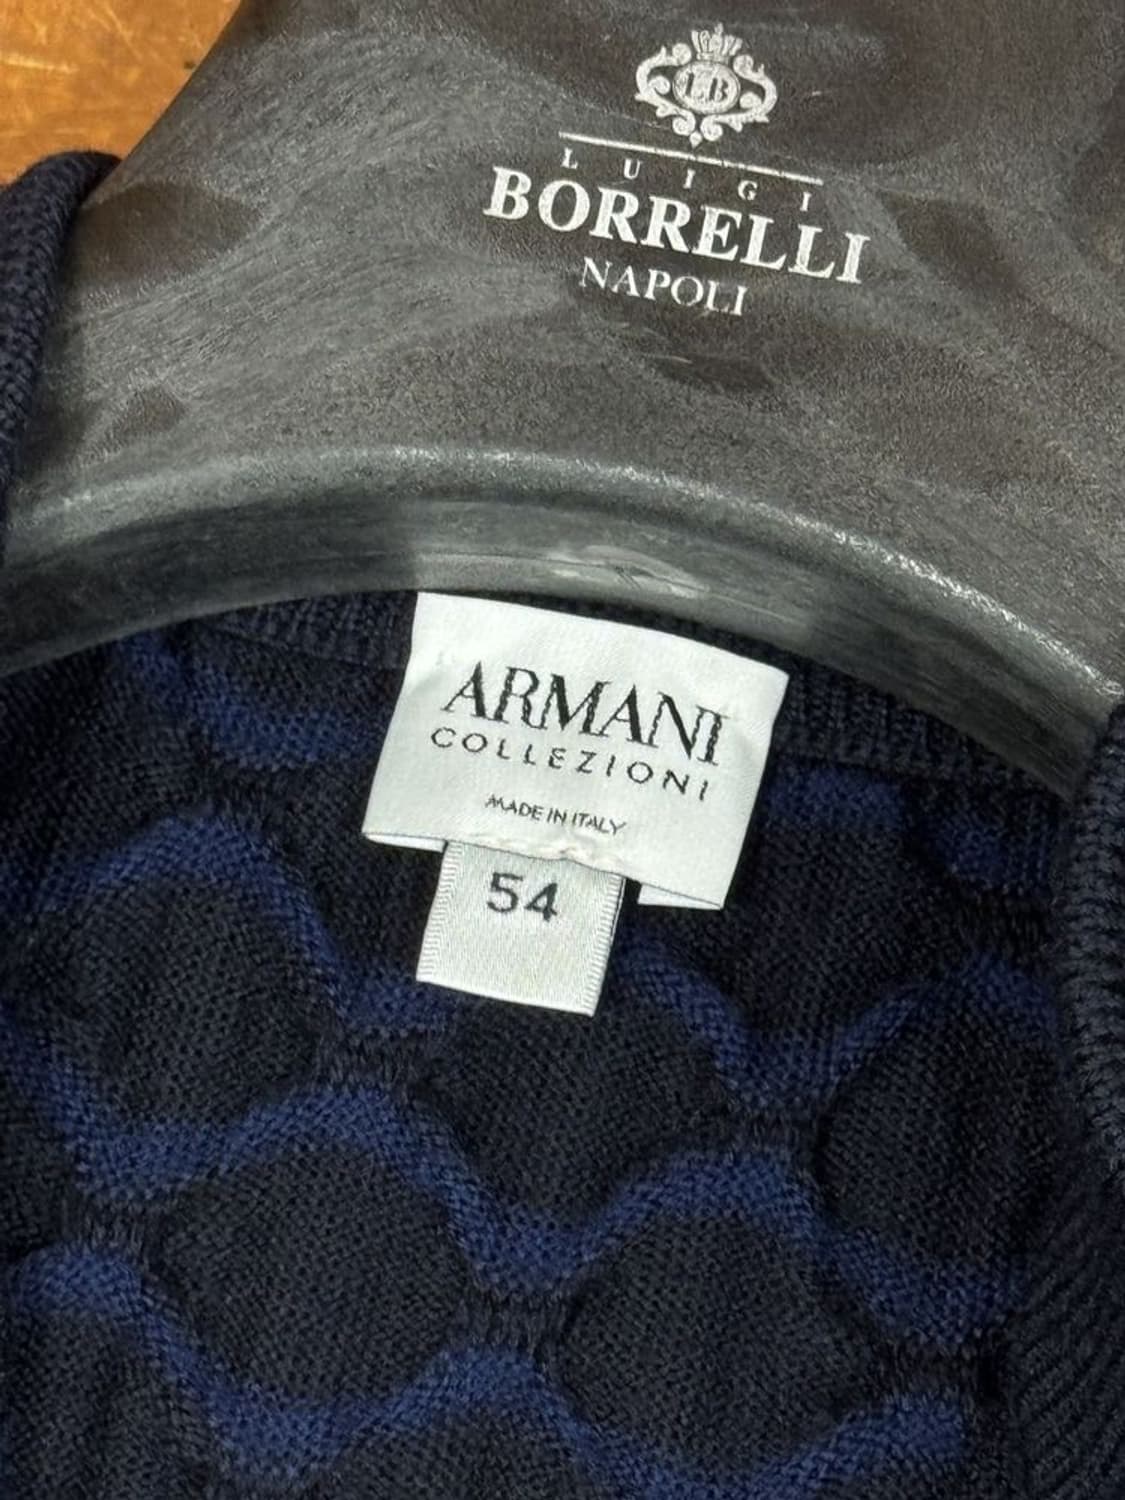 LB
LUIGI
BORRELLI
NAPOLI
ARMANI
COLLEZIONI
MADE IN ITALY
54